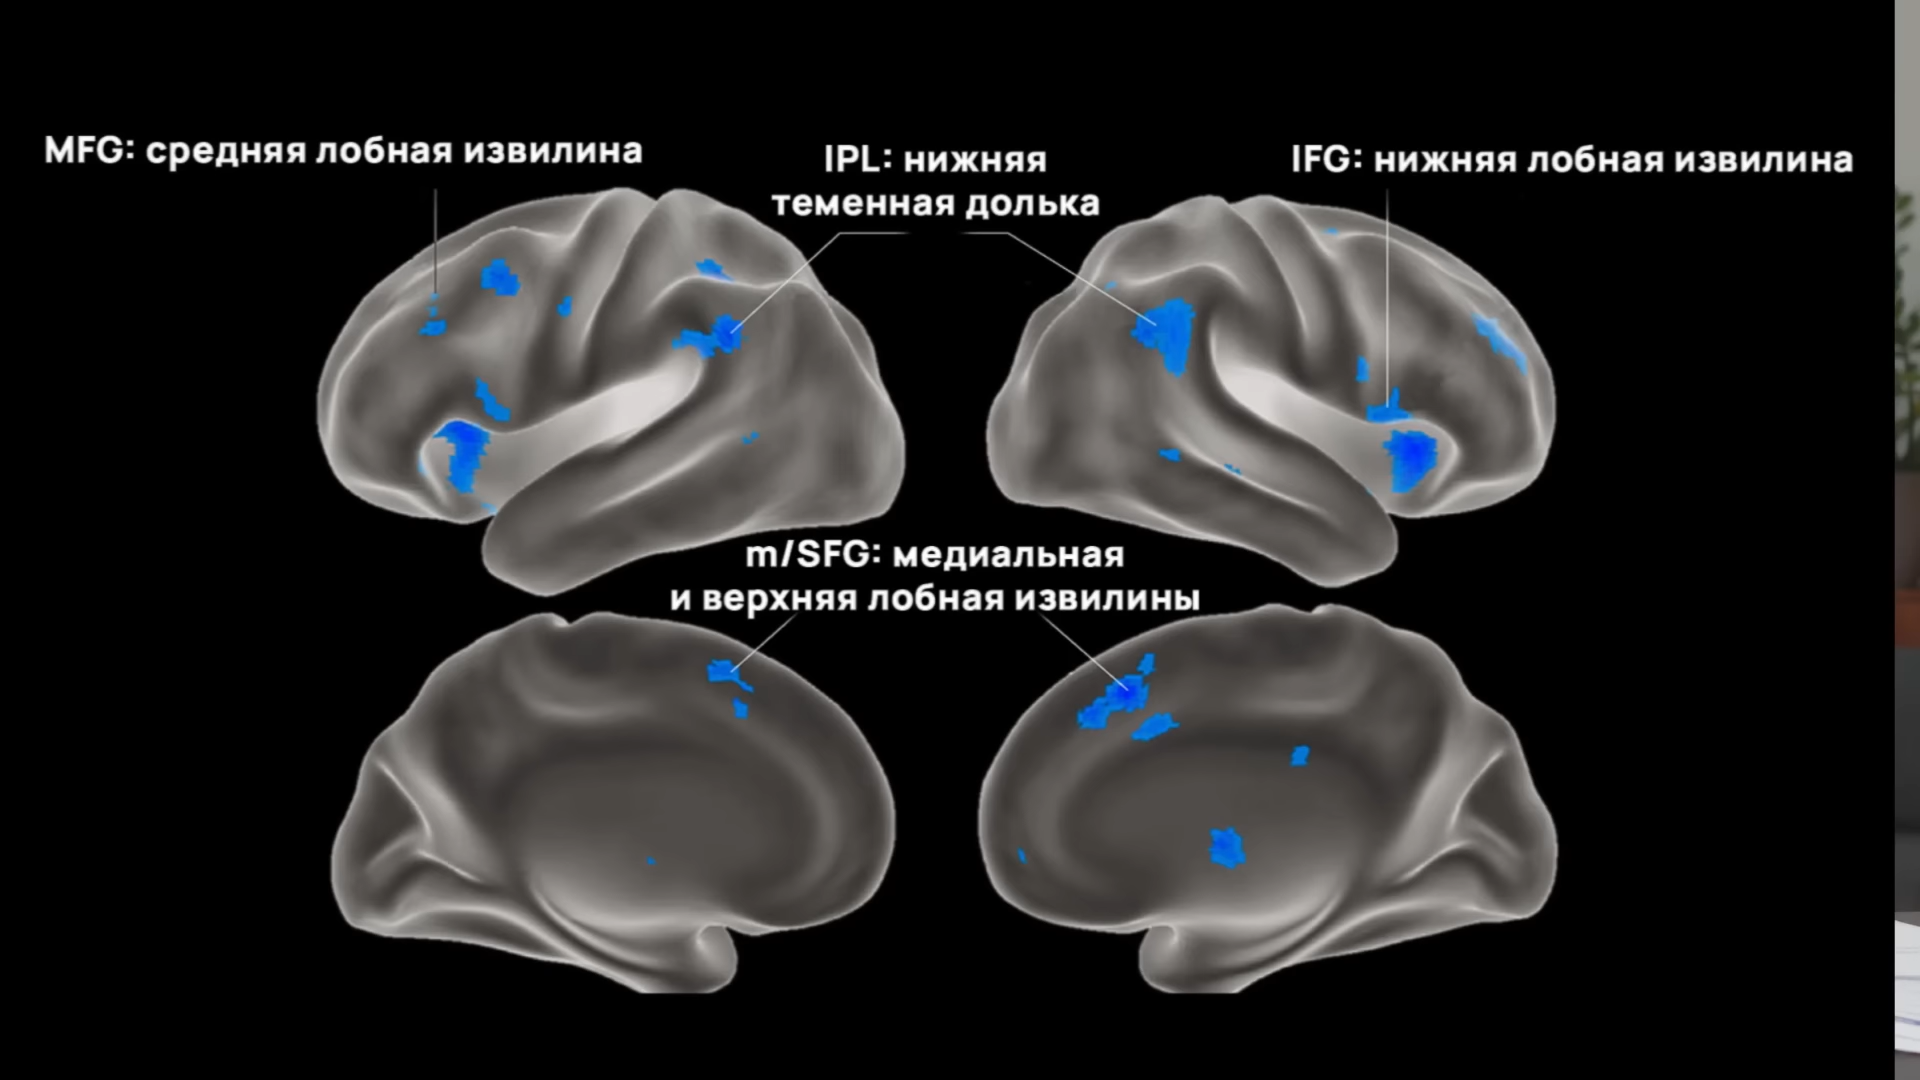 MFG: средняя лобная извилина
IPL: нижняя
теменная долька
IFG: нижняя лобная извилина
m/SFG: медиальная
и верхняя лобная извилины